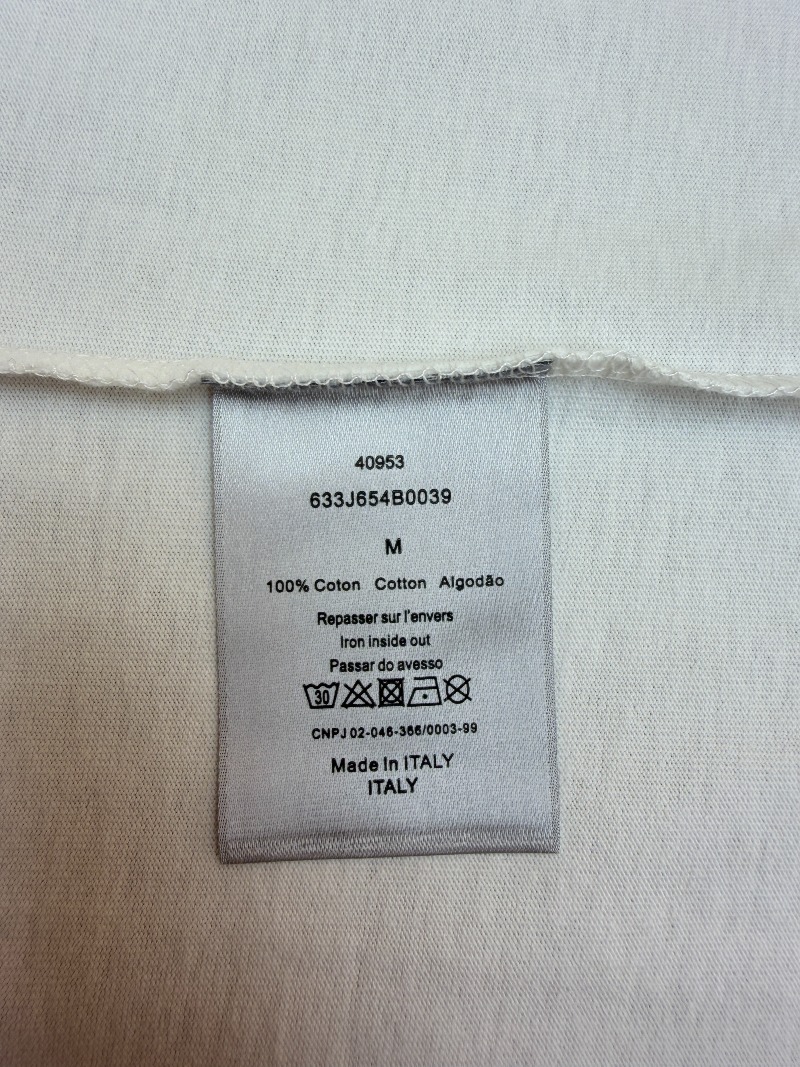 40953
633J654B0039
M
100% Coton Cotton Algodão
Repasser sur l'envers
Iron inside out
Passar do avesso
30
CNPJ 02-046-366/0003-99
Made In ITALY
ITALY